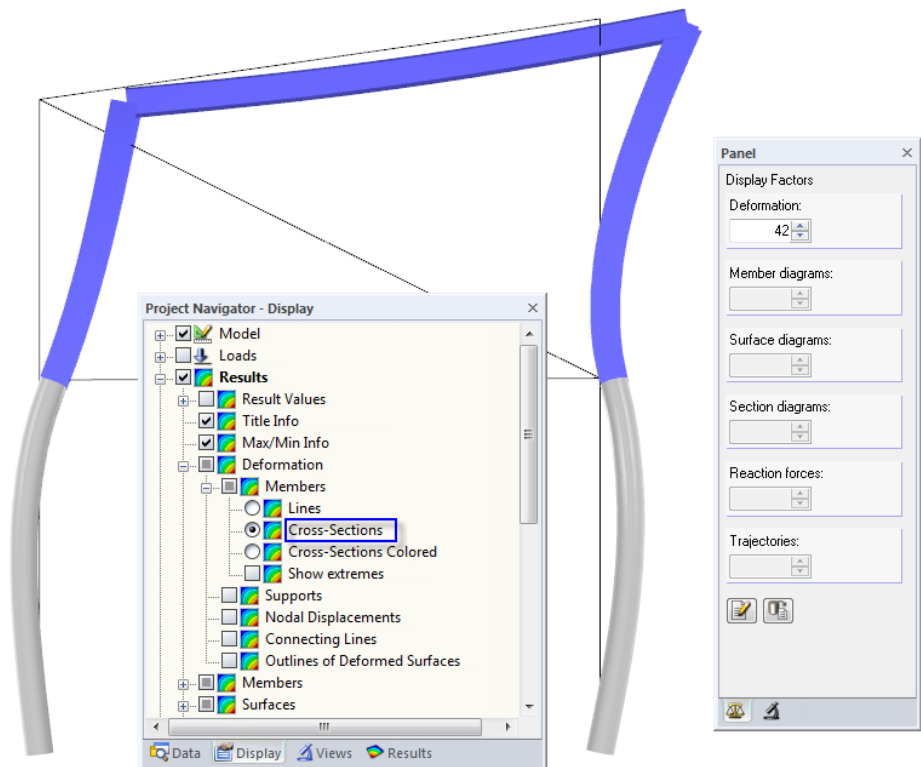 Project Navigator - Display
Model
Loads
Results
Result Values
Title Info
Max/Min Info
Deformation
Members
Lines
Cross-Sections
Cross-Sections Colored
Show extremes
Supports
Nodal Displacements
Connecting Lines
Outlines of Deformed Surfaces
Members
Surfaces
Data Display Views Results
Panel
Display Factors
Deformation:
42
Member diagrams:
Surface diagrams:
Section diagrams:
Reaction forces:
Trajectories: